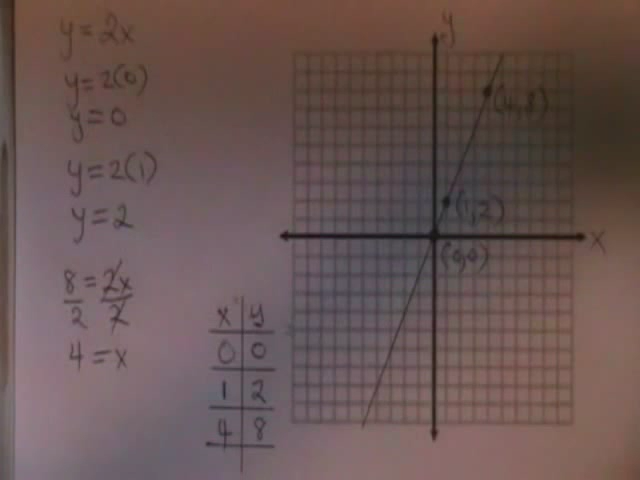 y = 2x
y = 2(0)
y = 0
y = 2(1)
y = 2
8/2 = 2x/2
4 = x
x y
0 0
1 2
4 8
y
(4,8)
(1,2)
x
(0,0)